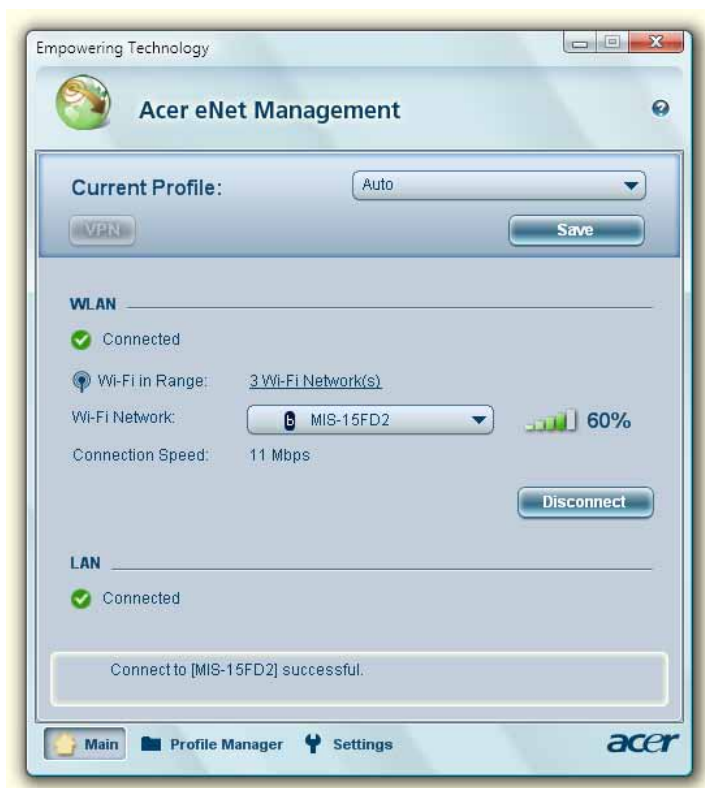 Empowering Technology
Acer eNet Management
Current Profile:
Auto
VPN
Save
WLAN
Connected
Wi-Fi in Range:
3 Wi-Fi Network(s)
Wi-Fi Network:
b MIS-15FD2
60%
Connection Speed:
11 Mbps
Disconnect
LAN
Connected
Connect to [MIS-15FD2] successful.
Main
Profile Manager
Settings
acer